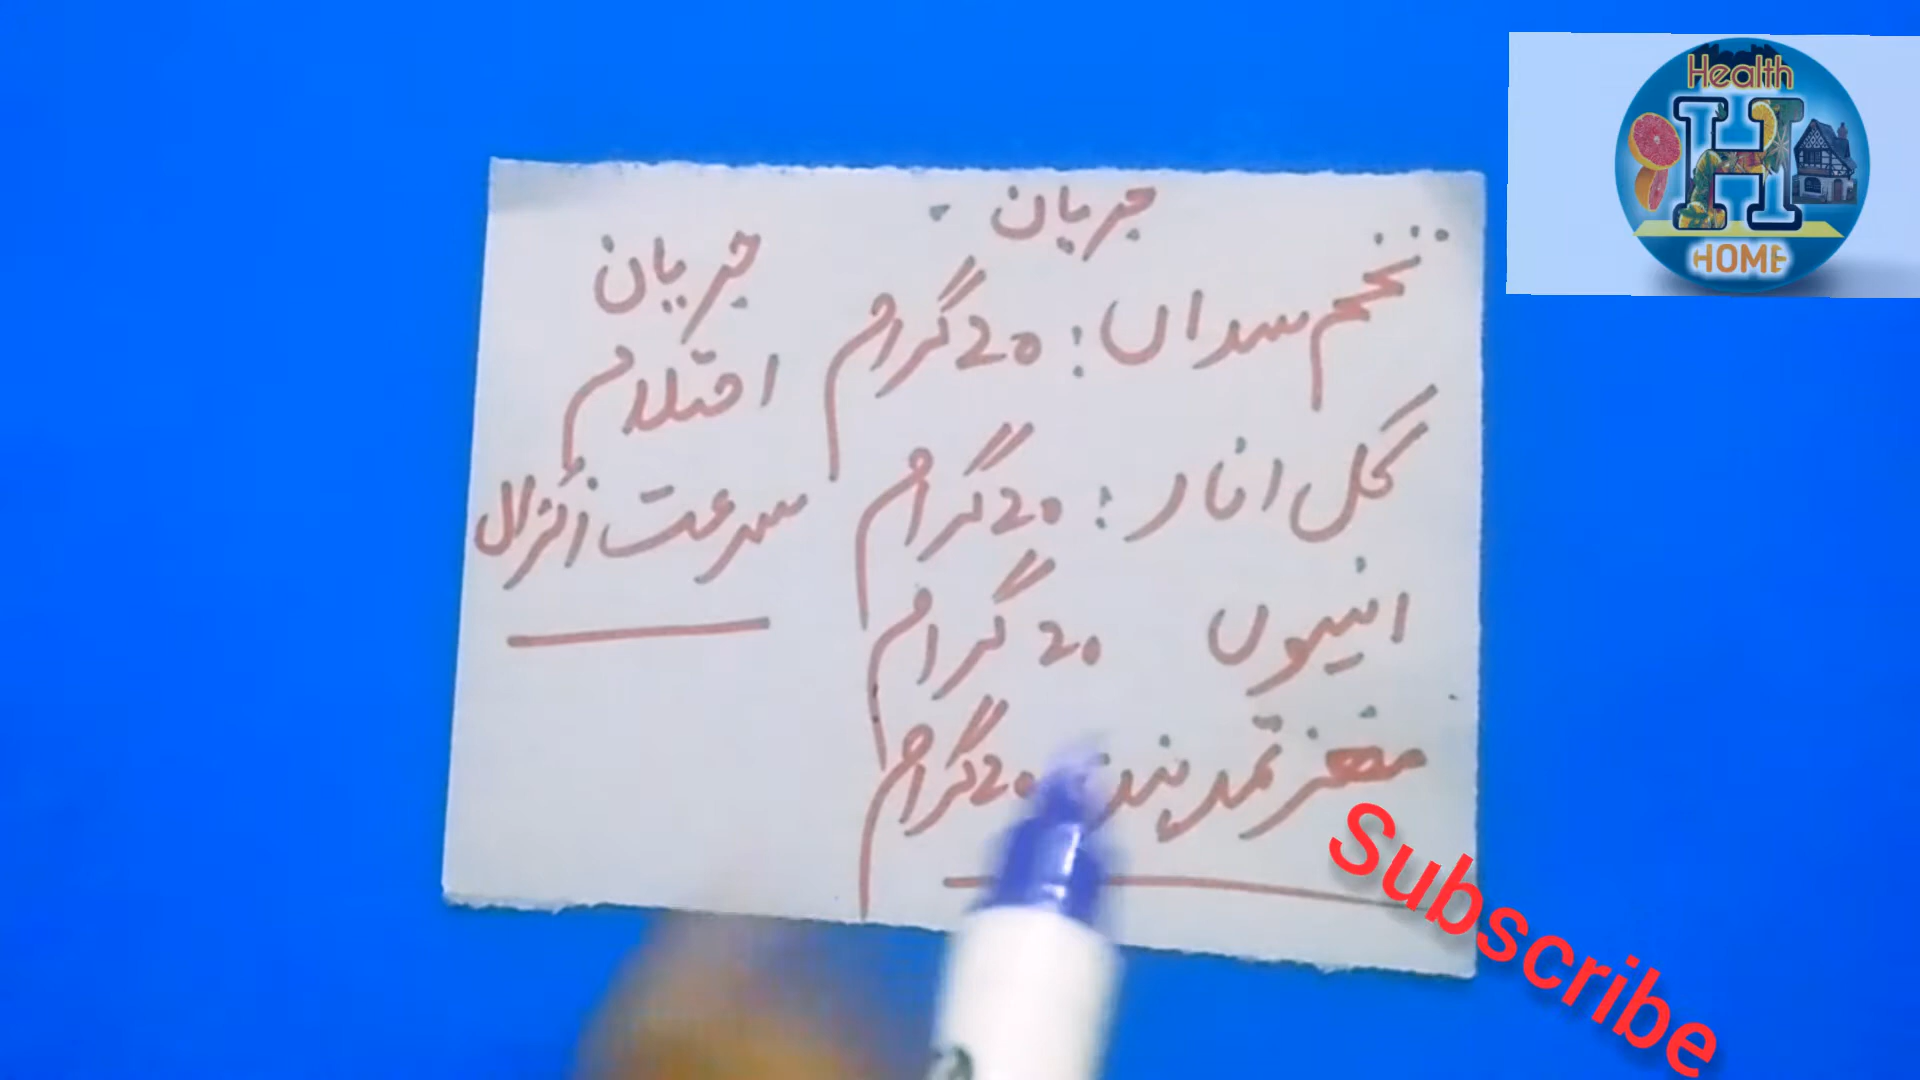 جریان
تخم سداں : 20 گرام
گل انار : 20 گرام
انیسوں 20 گرام
مغز تمر ہندی 20 گرام
جریان
احتلام
سرعت انزال
Health
H
HOME
Subscribe